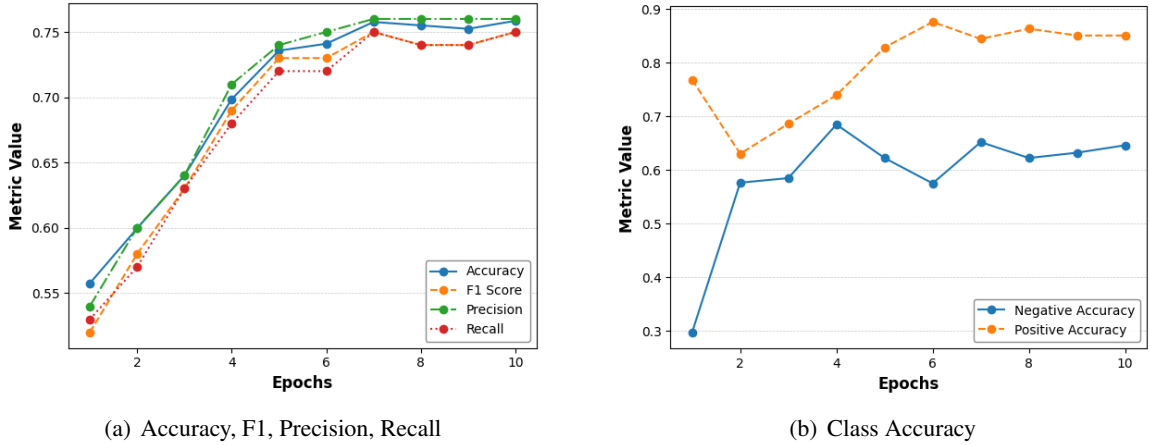 0.75
0.70
0.65
0.60
0.55
Metric Value
2 4 6 8 10
Epochs
Accuracy
F1 Score
Precision
Recall
(a) Accuracy, F1, Precision, Recall
0.9
0.8
0.7
0.6
0.5
0.4
0.3
Metric Value
2 4 6 8 10
Epochs
Negative Accuracy
Positive Accuracy
(b) Class Accuracy